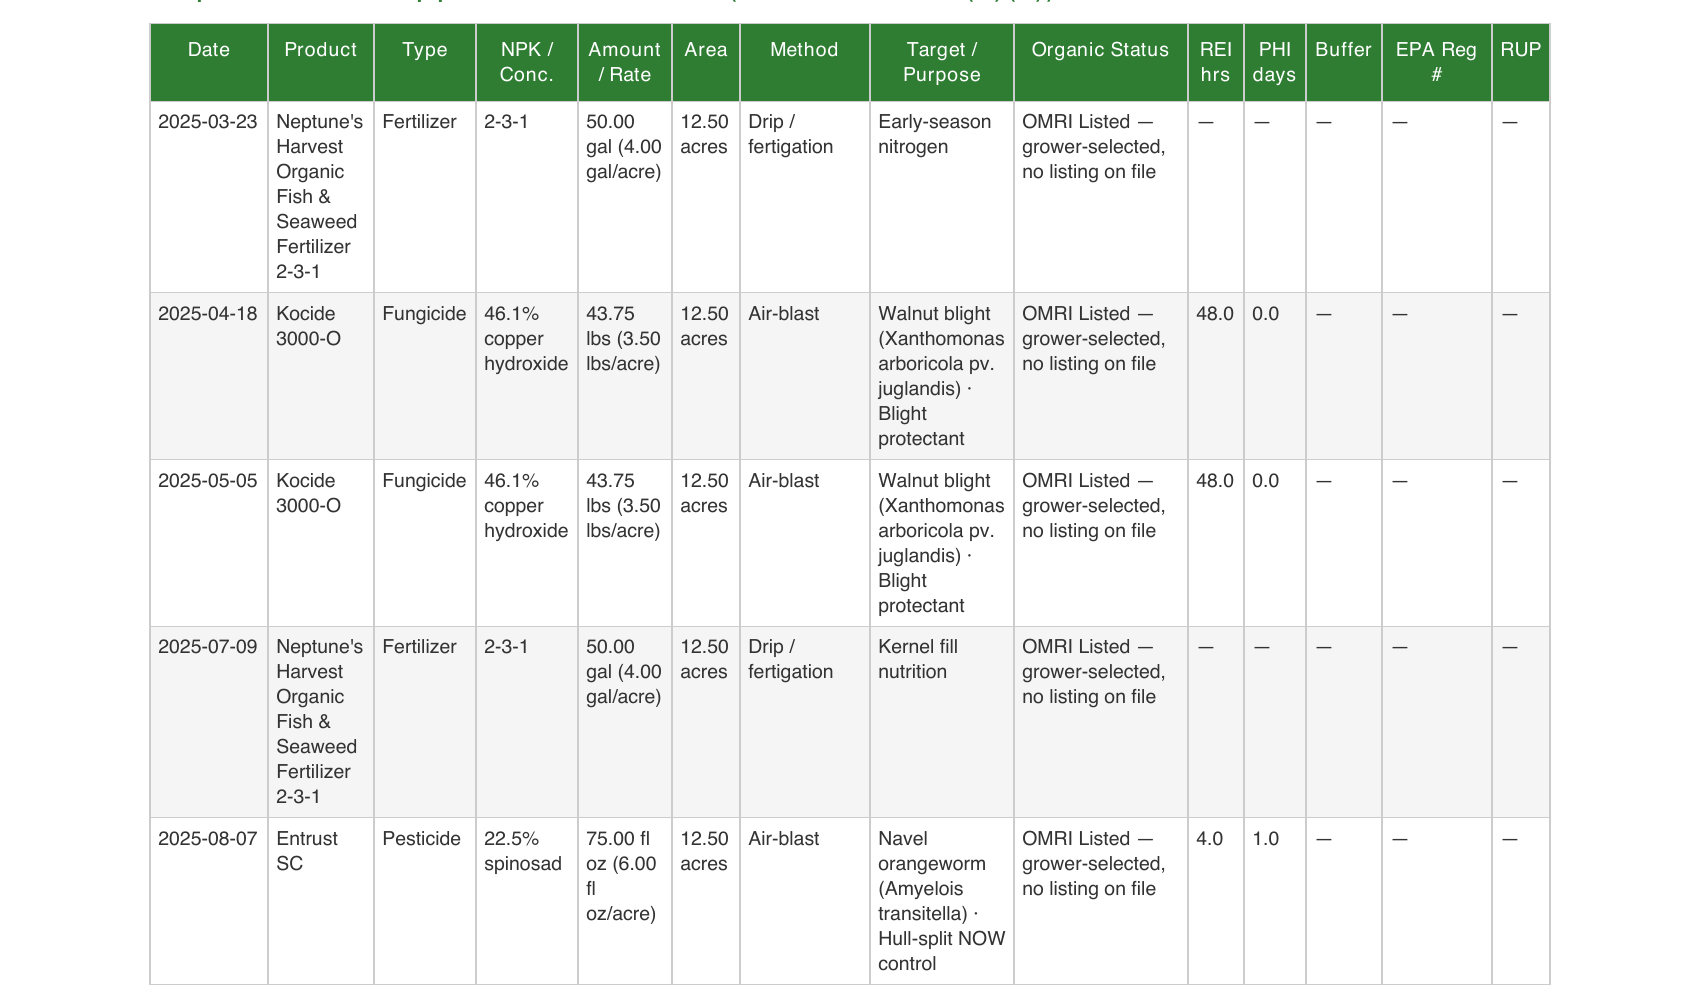 Date Product Type NPK / Conc. Amount / Rate Area Method Target / Purpose Organic Status REI hrs PHI days Buffer EPA Reg # RUP
2025-03-23 Neptune's Harvest Organic Fish & Seaweed Fertilizer 2-3-1 Fertilizer 2-3-1 50.00 gal (4.00 gal/acre) 12.50 acres Drip / fertigation Early-season nitrogen OMRI Listed — grower-selected, no listing on file — — — — —
2025-04-18 Kocide 3000-O Fungicide 46.1% copper hydroxide 43.75 lbs (3.50 lbs/acre) 12.50 acres Air-blast Walnut blight (Xanthomonas arboricola pv. juglandis) · Blight protectant OMRI Listed — grower-selected, no listing on file 48.0 0.0 — — —
2025-05-05 Kocide 3000-O Fungicide 46.1% copper hydroxide 43.75 lbs (3.50 lbs/acre) 12.50 acres Air-blast Walnut blight (Xanthomonas arboricola pv. juglandis) · Blight protectant OMRI Listed — grower-selected, no listing on file 48.0 0.0 — — —
2025-07-09 Neptune's Harvest Organic Fish & Seaweed Fertilizer 2-3-1 Fertilizer 2-3-1 50.00 gal (4.00 gal/acre) 12.50 acres Drip / fertigation Kernel fill nutrition OMRI Listed — grower-selected, no listing on file — — — — —
2025-08-07 Entrust SC Pesticide 22.5% spinosad 75.00 fl oz (6.00 fl oz/acre) 12.50 acres Air-blast Navel orangeworm (Amyelois transitella) · Hull-split NOW control OMRI Listed — grower-selected, no listing on file 4.0 1.0 — — —